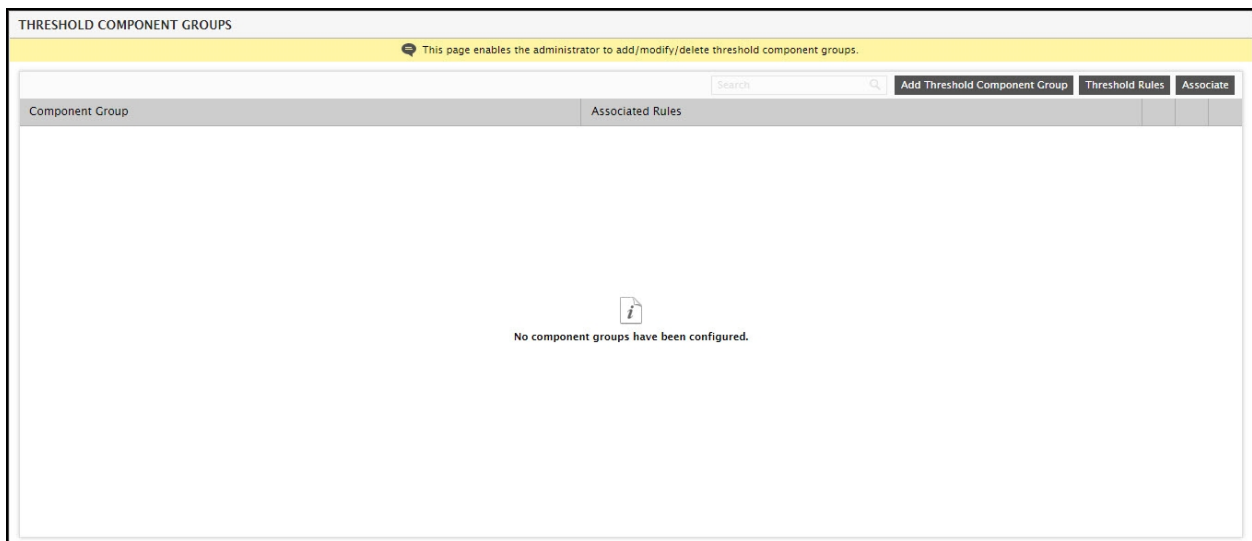 THRESHOLD COMPONENT GROUPS
This page enables the administrator to add/modify/delete threshold component groups.
Search
Add Threshold Component Group
Threshold Rules
Associate
Component Group
Associated Rules
i
No component groups have been configured.